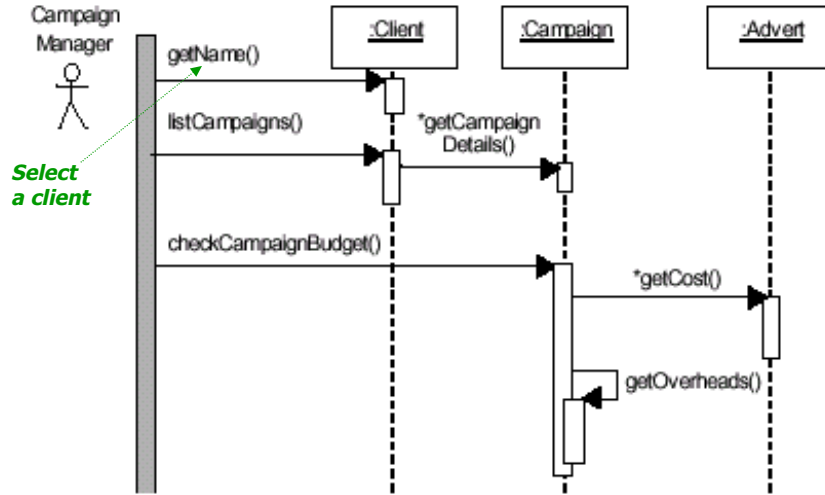 Campaign
Manager
:Client
:Campaign
:Advert
getName()
listCampaigns()
*getCampaign
Details()
Select
a client
checkCampaignBudget()
*getCost()
getOverheads()